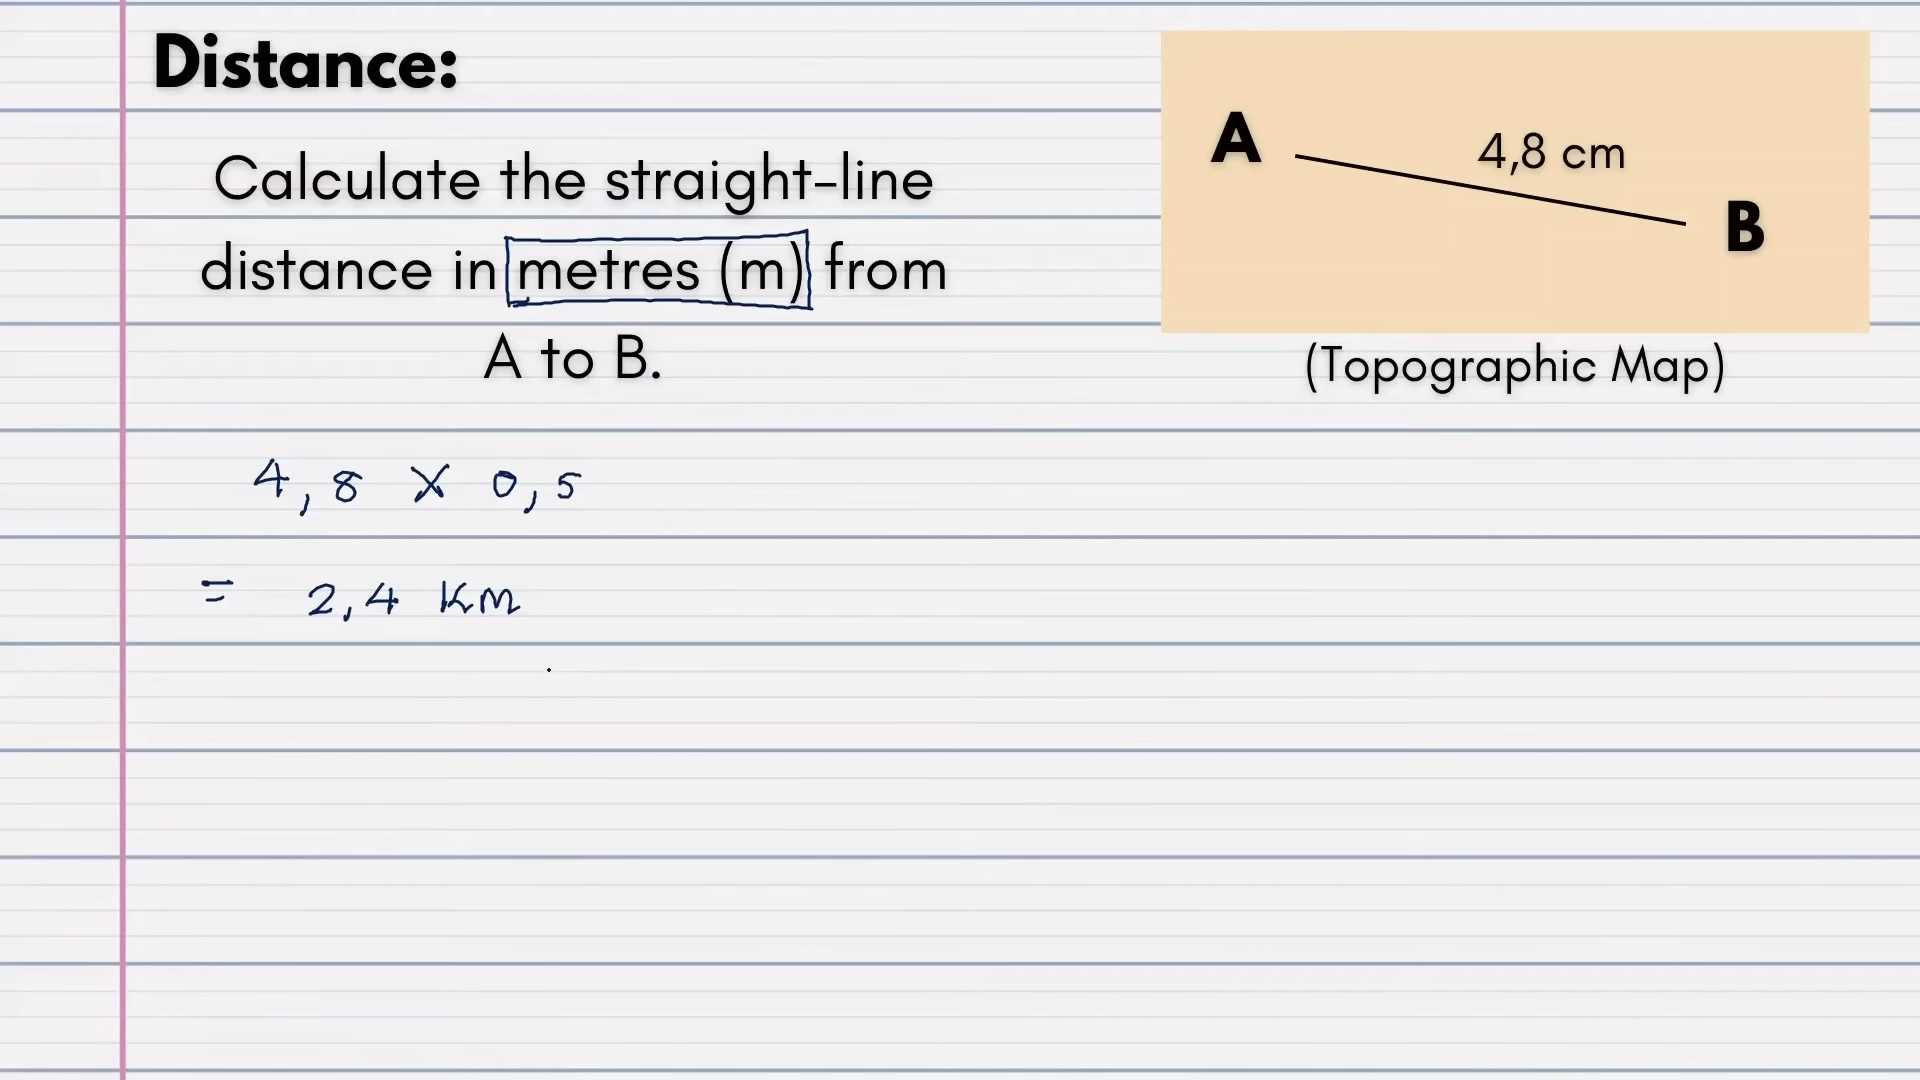 Distance:
Calculate the straight-line
distance in metres (m) from
A to B.
A
4,8 cm
B
(Topographic Map)
4,8 X 0,5
= 2,4 Km